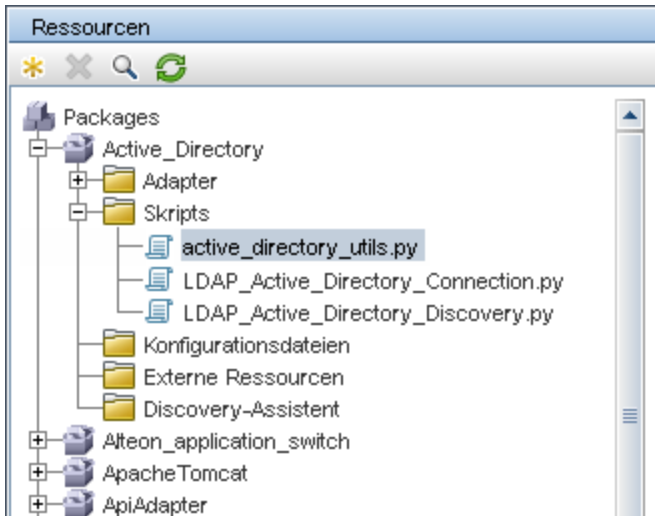 Ressourcen
Packages
Active_Directory
Adapter
Skripts
active_directory_utils.py
LDAP_Active_Directory_Connection.py
LDAP_Active_Directory_Discovery.py
Konfigurationsdateien
Externe Ressourcen
Discovery-Assistent
Alteon_application_switch
ApacheTomcat
ApiAdapter